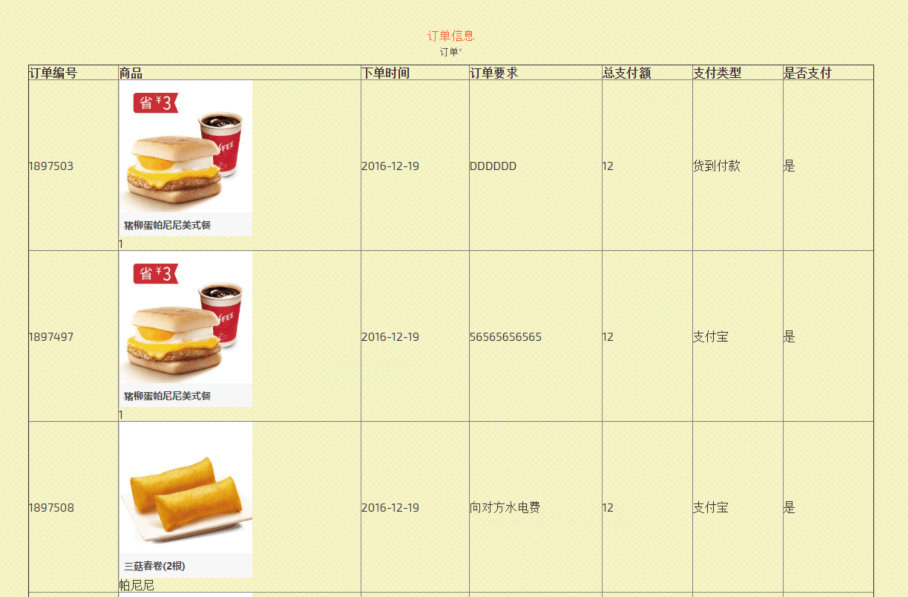 订单信息
订单*
订单编号 商品 下单时间 订单要求 总支付额 支付类型 是否支付
省¥3
猪柳蛋帕尼尼美式餐
1897503 2016-12-19 DDDDDD 12 货到付款 是
1
省¥3
猪柳蛋帕尼尼美式餐
1897497 2016-12-19 56565656565 12 支付宝 是
1
三菇春卷(2根)
1897508 2016-12-19 向对方水电费 12 支付宝 是
帕尼尼